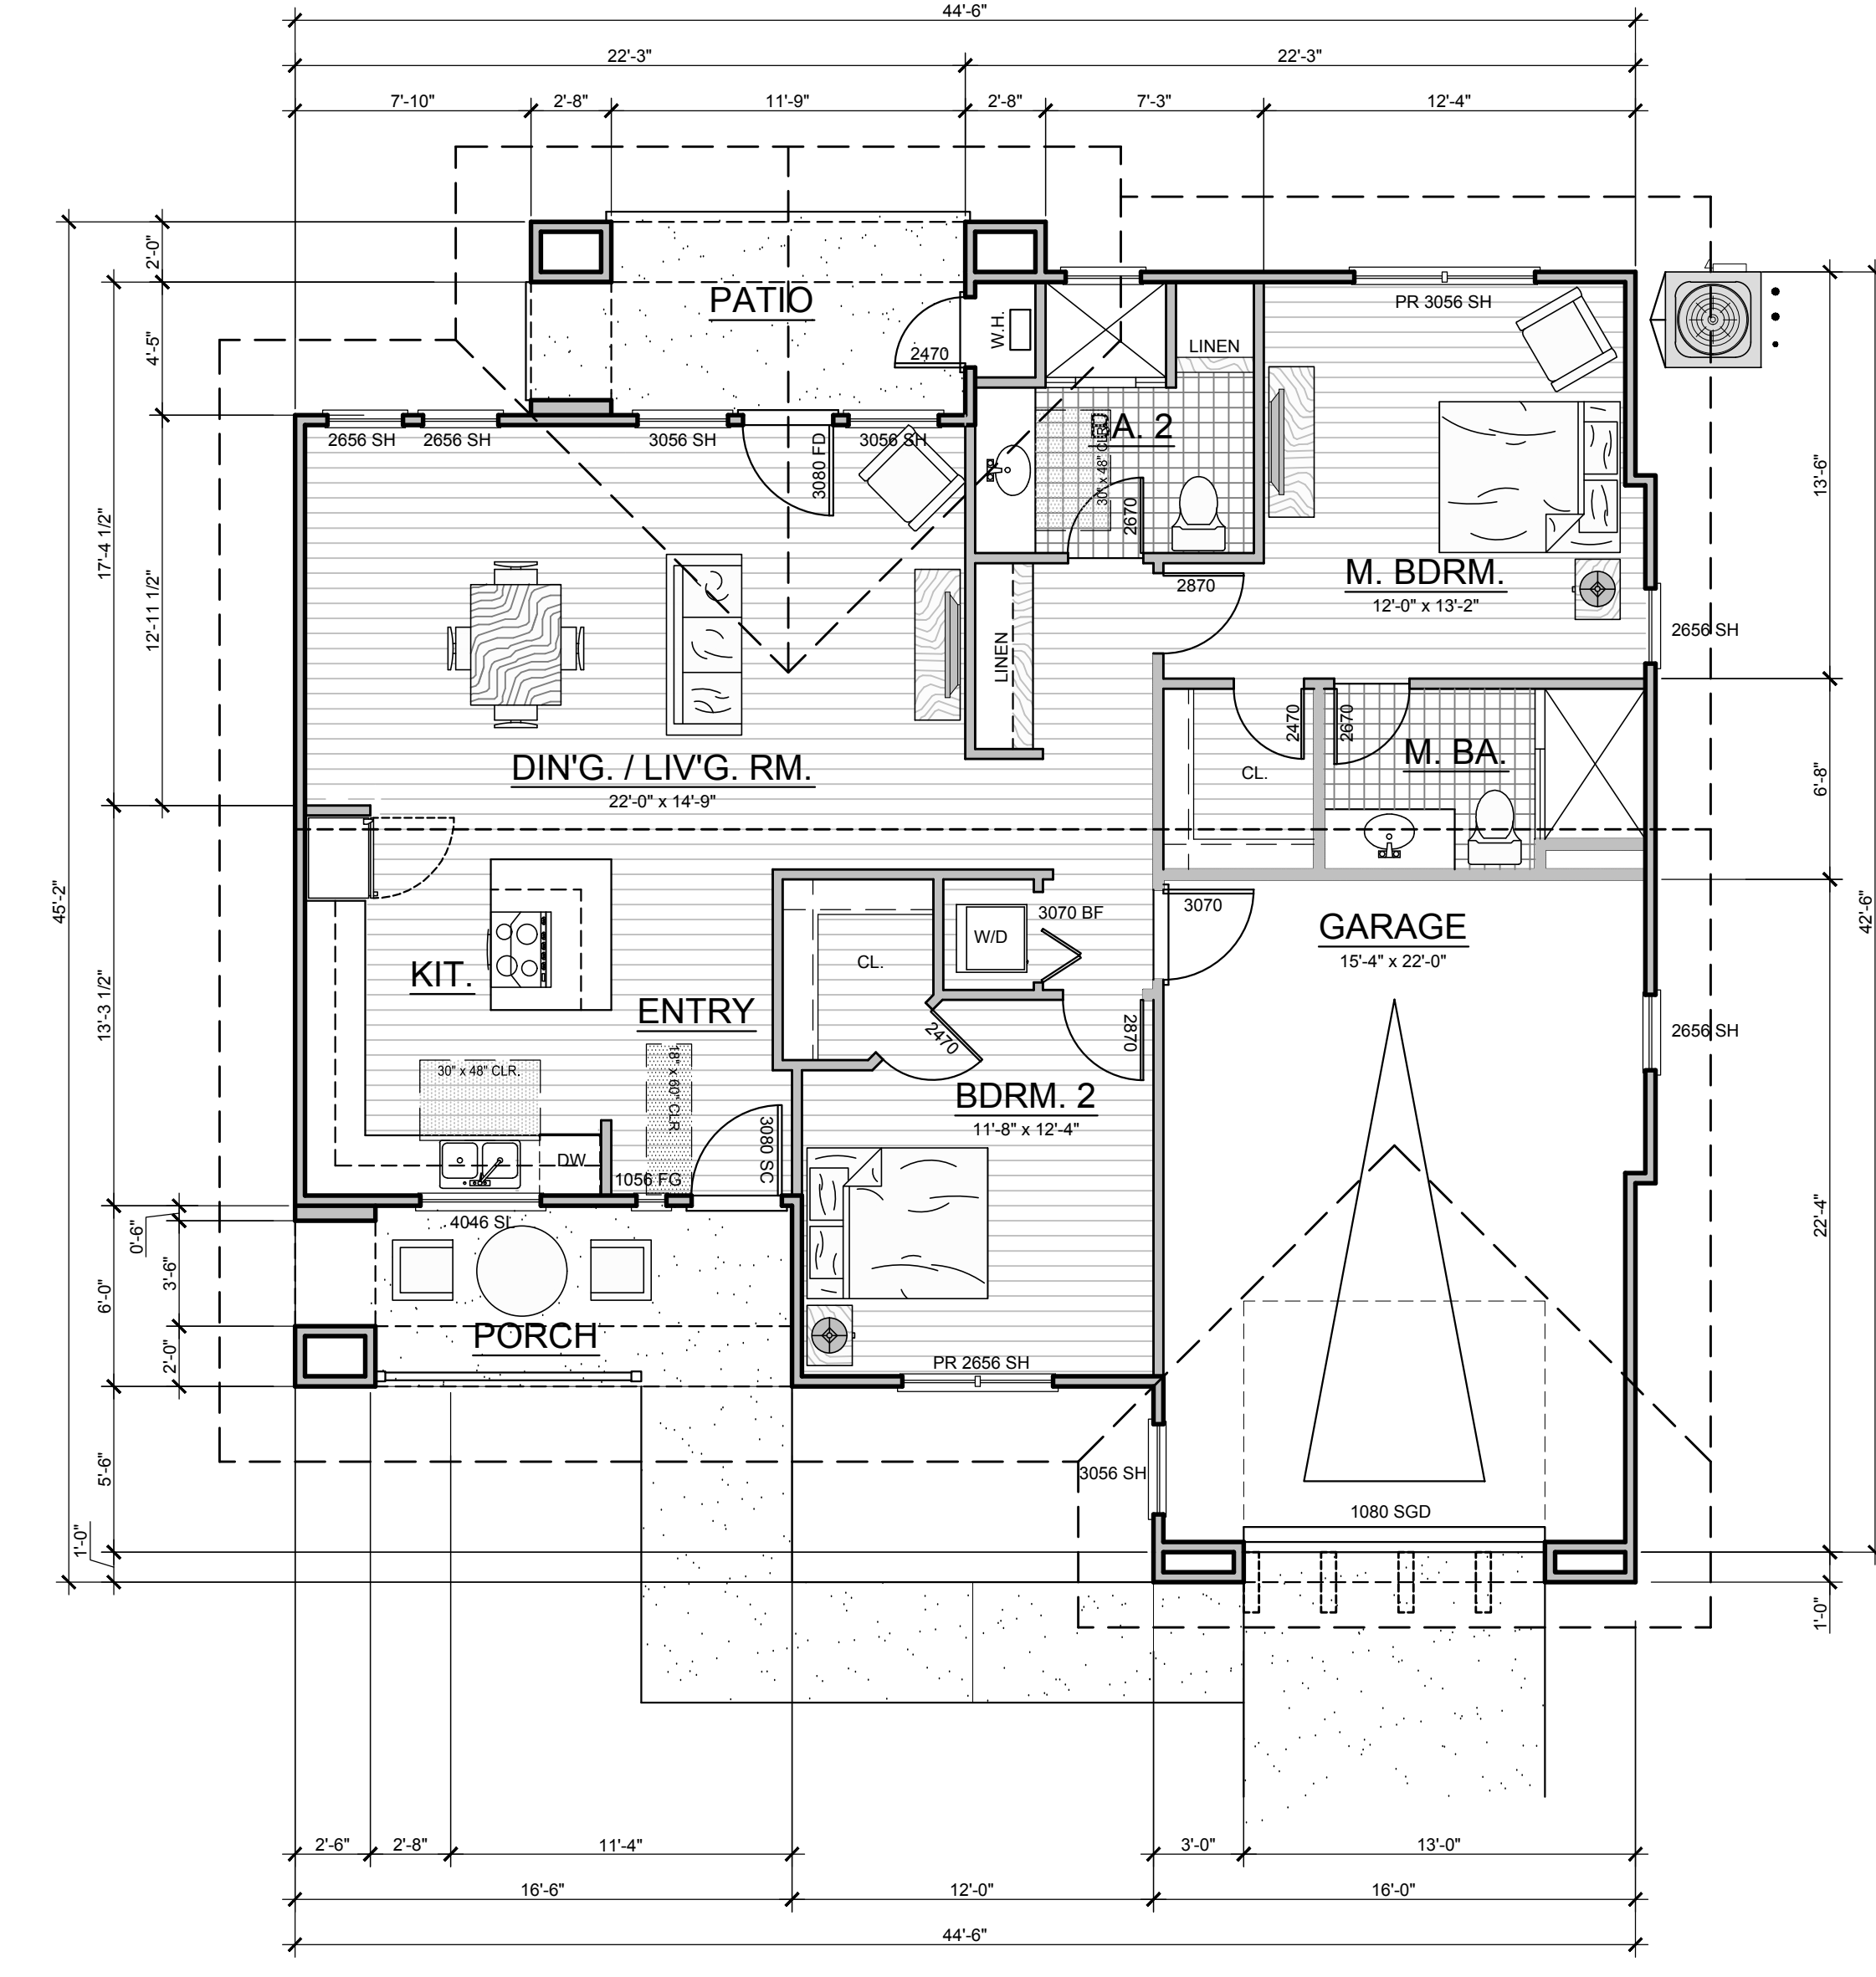 44'-6"
22'-3" 22'-3"
7'-10" 2'-8" 11'-9" 2'-8" 7'-3" 12'-4"
2'-0"
4'-5"
17'-4 1/2"
12'-11 1/2"
45'-2"
13'-3 1/2"
0'-6"
3'-6"
6'-0"
2'-0"
5'-6"
1'-0"
PATIO
2470
W.H.
LINEN
PR 3056 SH
2656 SH 2656 SH 3056 SH 3056 SH
3080 FD
BA. 2
30" x 48" CLR.
2670
2870
M. BDRM.
12'-0" x 13'-2"
2656 SH
LINEN
DIN'G. / LIV'G. RM.
22'-0" x 14'-9"
2470
2670
CL.
M. BA.
3070 BF
W/D
CL.
3070
GARAGE
15'-4" x 22'-0"
KIT.
ENTRY
2470
2870
2656 SH
30" x 48" CLR.
18" x 60" CLR.
BDRM. 2
11'-8" x 12'-4"
3080 SC
DW
1056 FG
4046 SL
PORCH
PR 2656 SH
3056 SH
1080 SGD
13'-6"
6'-8"
42'-6"
22'-4"
1'-0"
2'-6" 2'-8" 11'-4" 3'-0" 13'-0"
16'-6" 12'-0" 16'-0"
44'-6"